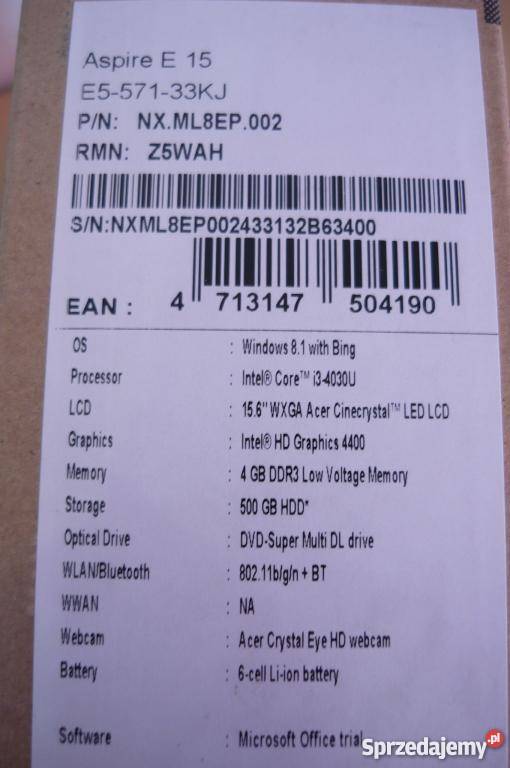 Aspire E 15
E5-571-33KJ
P/N: NX.ML8EP.002
RMN: Z5WAH
S/N:NXML8EP002433132B63400
EAN : 4 713147 504190
OS : Windows 8.1 with Bing
Processor : Intel® Core™ i3-4030U
LCD : 15.6" WXGA Acer Cinecrystal™ LED LCD
Graphics : Intel® HD Graphics 4400
Memory : 4 GB DDR3 Low Voltage Memory
Storage : 500 GB HDD*
Optical Drive : DVD-Super Multi DL drive
WLAN/Bluetooth : 802.11b/g/n + BT
WWAN : NA
Webcam : Acer Crystal Eye HD webcam
Battery : 6-cell Li-ion battery
Software : Microsoft Office trial
Sprzedajemy.pl